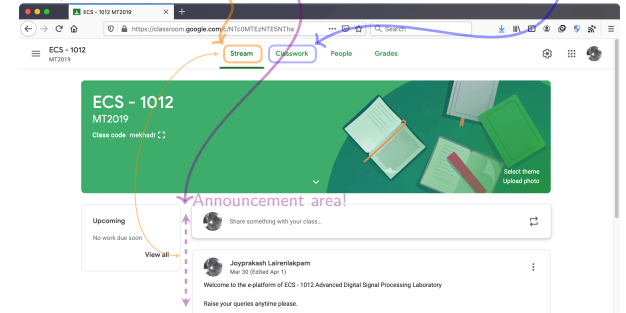 ECS - 1012 MT2019
https://classroom.google.com/c/NTc0MTEzNTE5NTha
Search
ECS - 1012
MT2019
Stream
Classwork
People
Grades
ECS - 1012
MT2019
Class code mekhadr
Select theme
Upload photo
Announcement area!
Upcoming
No work due soon
View all
Share something with your class...
Joyprakash Lairenlakpam
Mar 30 (Edited Apr 1)
Welcome to the e-platform of ECS - 1012 Advanced Digital Signal Processing Laboratory
Raise your queries anytime please.